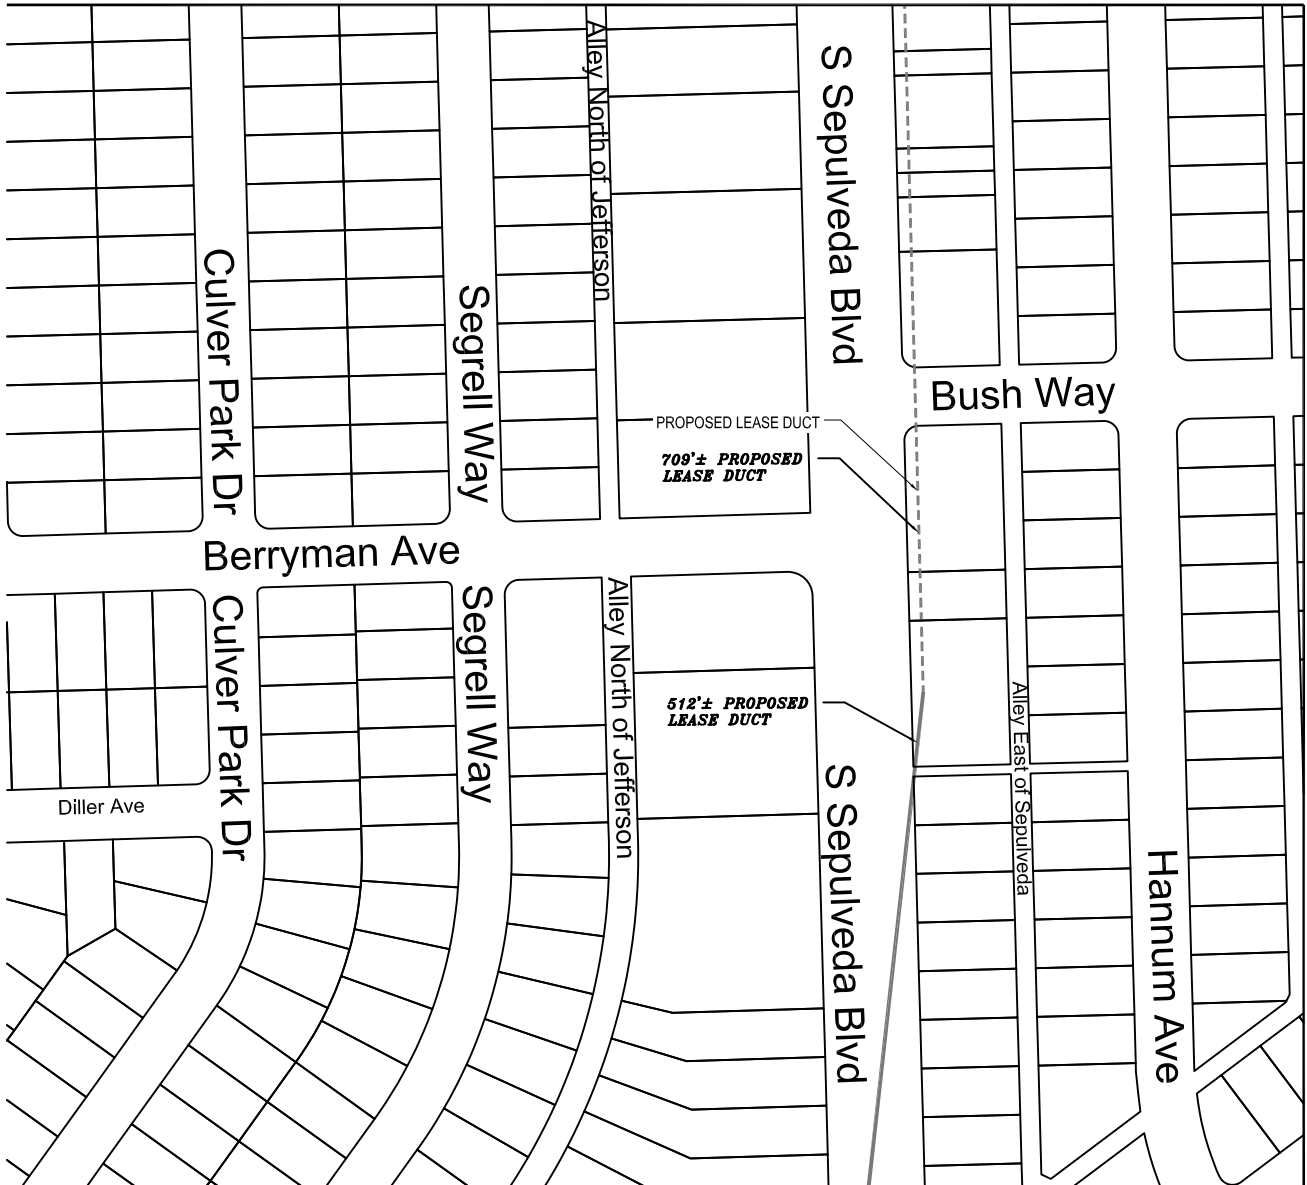 Alley North of Jefferson
S Sepulveda Blvd
Culver Park Dr
Segrell Way
Bush Way
PROPOSED LEASE DUCT
709'± PROPOSED
LEASE DUCT
Berryman Ave
Culver Park Dr
Segrell Way
Alley North of Jefferson
512'± PROPOSED
LEASE DUCT
Alley East of Sepulveda
S Sepulveda Blvd
Diller Ave
Hannum Ave